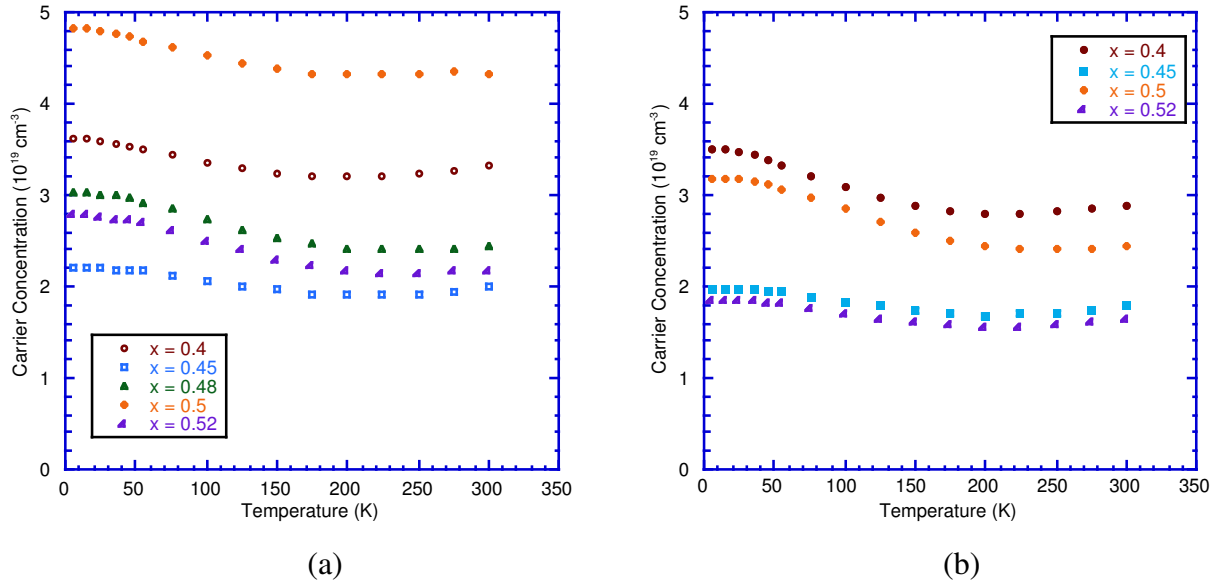 5
4
3
2
1
0
Carrier Concentration (10¹⁹ cm⁻³)
x = 0.4
x = 0.45
x = 0.48
x = 0.5
x = 0.52
0 50 100 150 200 250 300 350
Temperature (K)
(a)
5
4
3
2
1
0
Carrier Concentration (10¹⁹ cm⁻³)
x = 0.4
x = 0.45
x = 0.5
x = 0.52
0 50 100 150 200 250 300 350
Temperature (K)
(b)